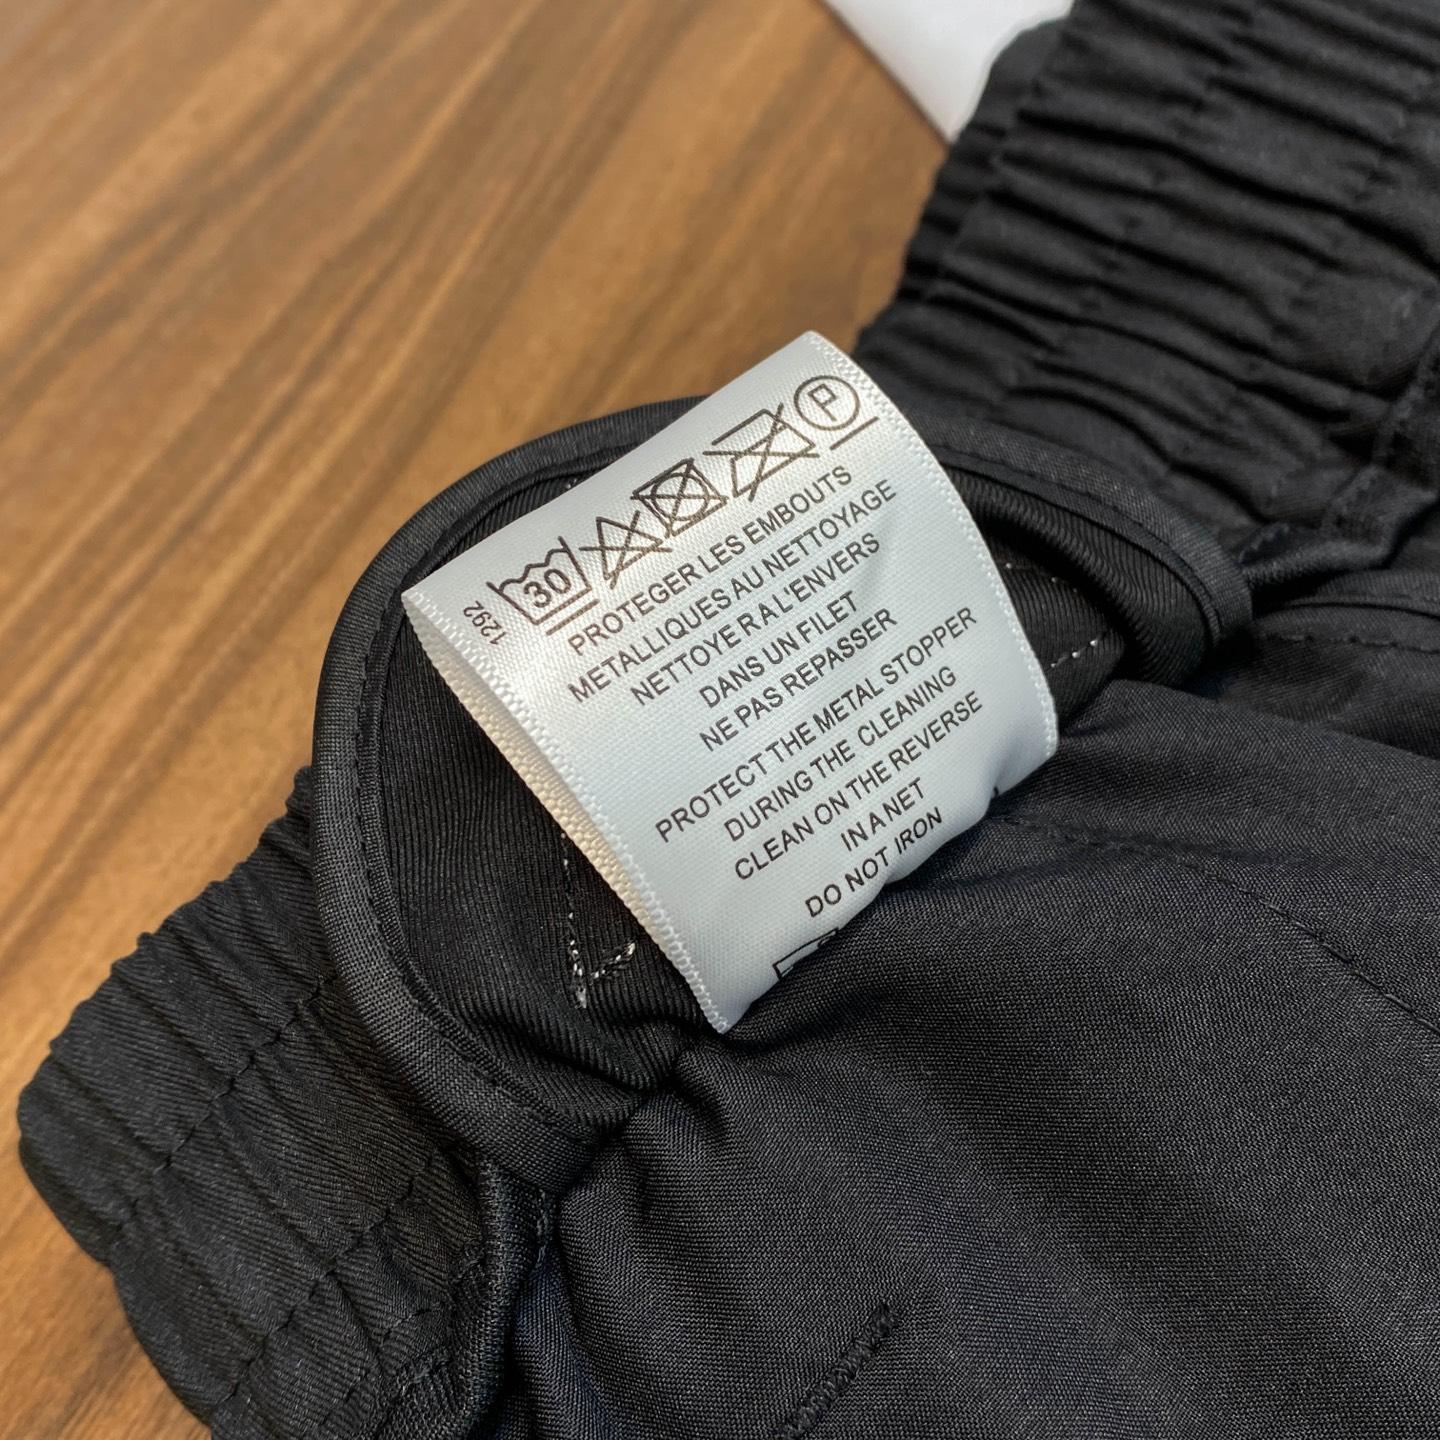 30
P
1292
PROTEGER LES EMBOUTS
METALLIQUES AU NETTOYAGE
NETTOYER A L'ENVERS
DANS UN FILET
NE PAS REPASSER
PROTECT THE METAL STOPPER
DURING THE CLEANING
CLEAN ON THE REVERSE
IN A NET
DO NOT IRON